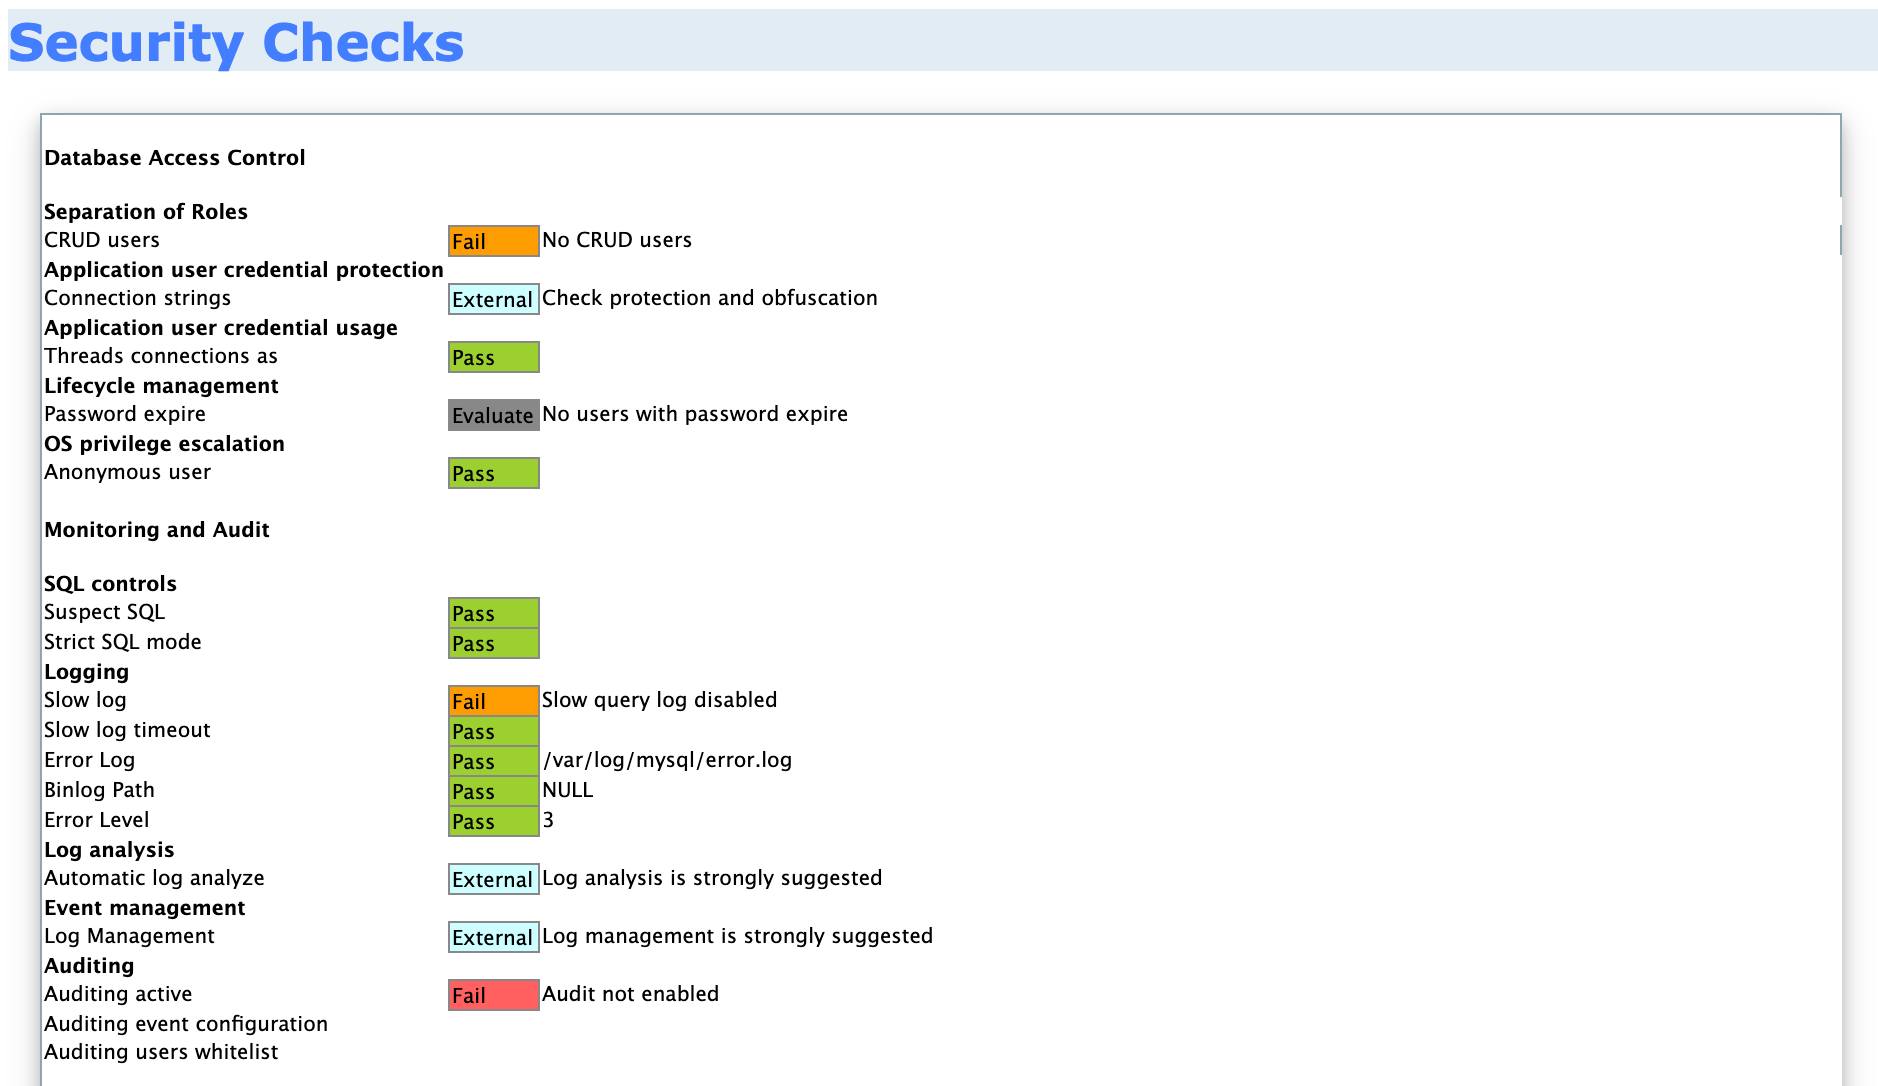 Security Checks
Database Access Control
Separation of Roles
CRUD users Fail No CRUD users
Application user credential protection
Connection strings External Check protection and obfuscation
Application user credential usage
Threads connections as Pass
Lifecycle management
Password expire Evaluate No users with password expire
OS privilege escalation
Anonymous user Pass
Monitoring and Audit
SQL controls
Suspect SQL Pass
Strict SQL mode Pass
Logging
Slow log Fail Slow query log disabled
Slow log timeout Pass
Error Log Pass /var/log/mysql/error.log
Binlog Path Pass NULL
Error Level Pass 3
Log analysis
Automatic log analyze External Log analysis is strongly suggested
Event management
Log Management External Log management is strongly suggested
Auditing
Auditing active Fail Audit not enabled
Auditing event configuration
Auditing users whitelist